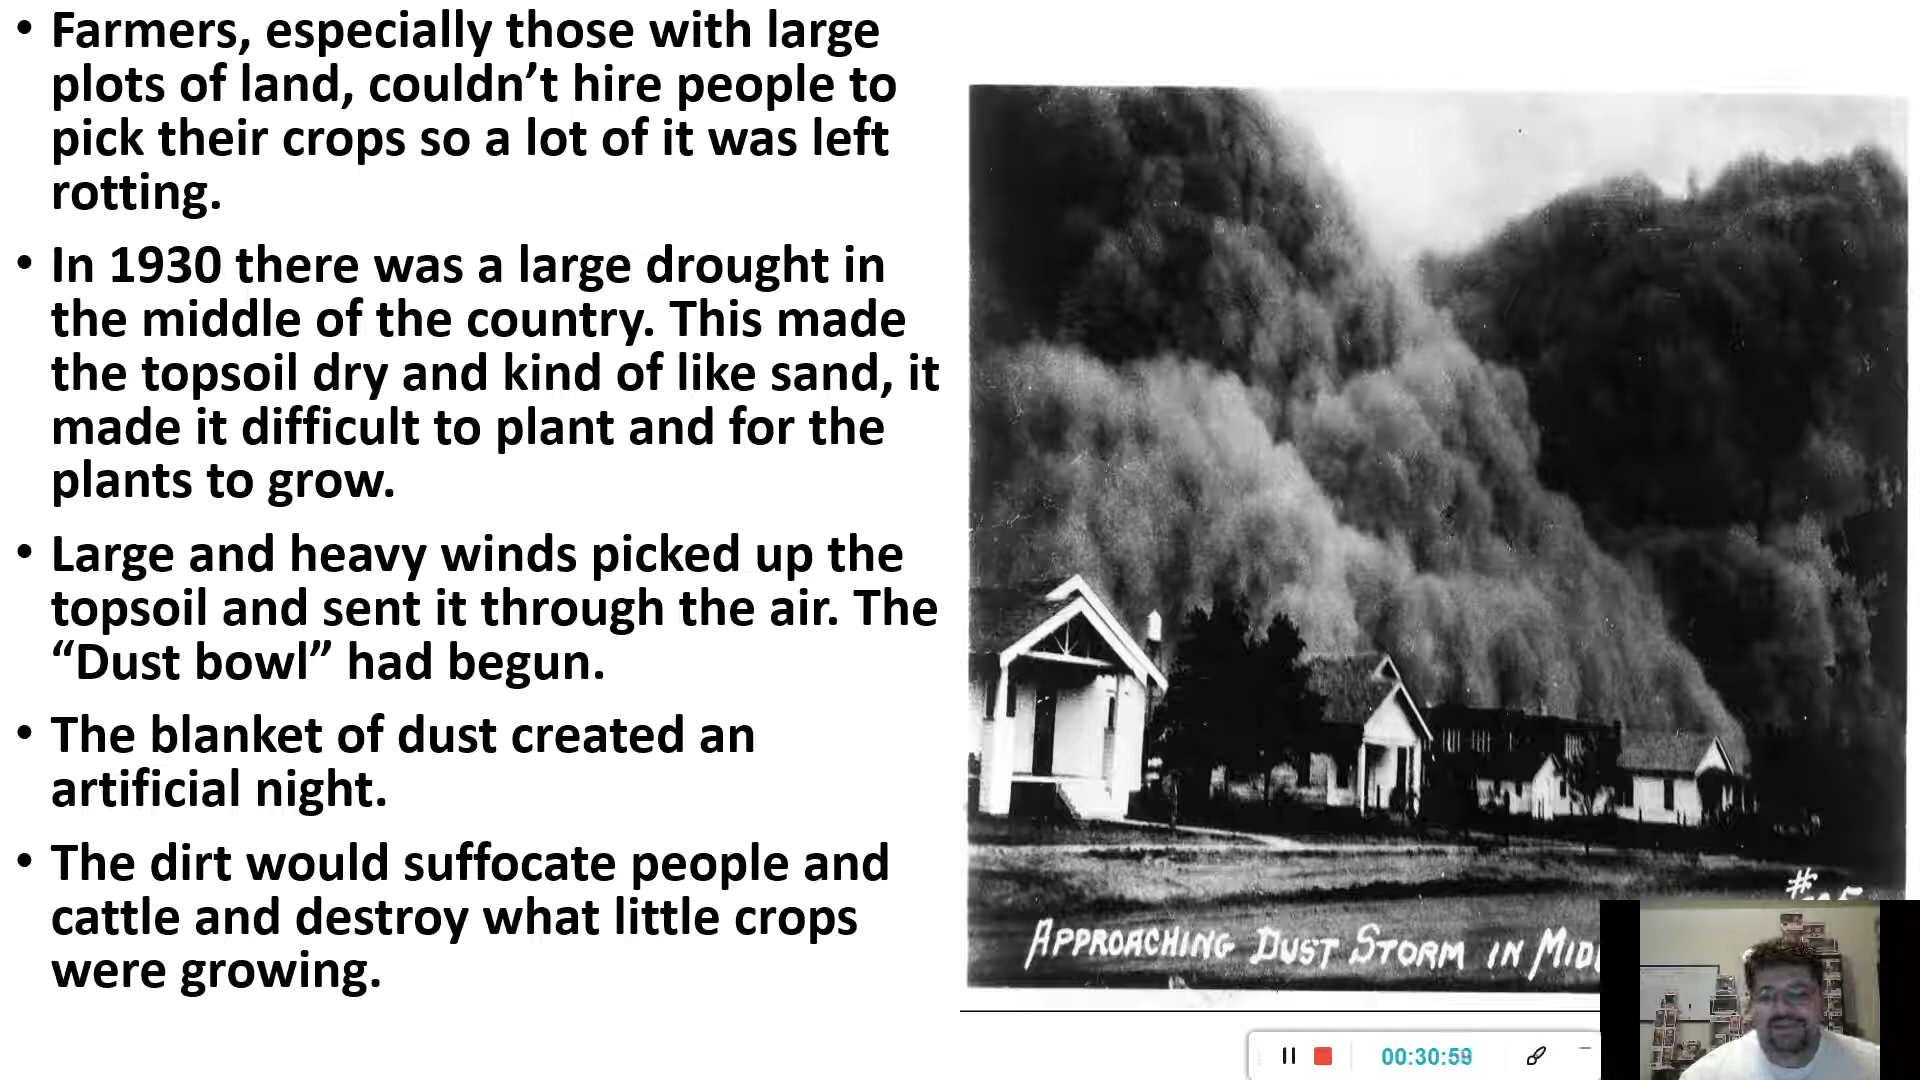 • Farmers, especially those with large
plots of land, couldn’t hire people to
pick their crops so a lot of it was left
rotting.
• In 1930 there was a large drought in
the middle of the country. This made
the topsoil dry and kind of like sand, it
made it difficult to plant and for the
plants to grow.
• Large and heavy winds picked up the
topsoil and sent it through the air. The
“Dust bowl” had begun.
• The blanket of dust created an
artificial night.
• The dirt would suffocate people and
cattle and destroy what little crops
were growing.
#
APPROACHING DUST STORM IN
00:30:59